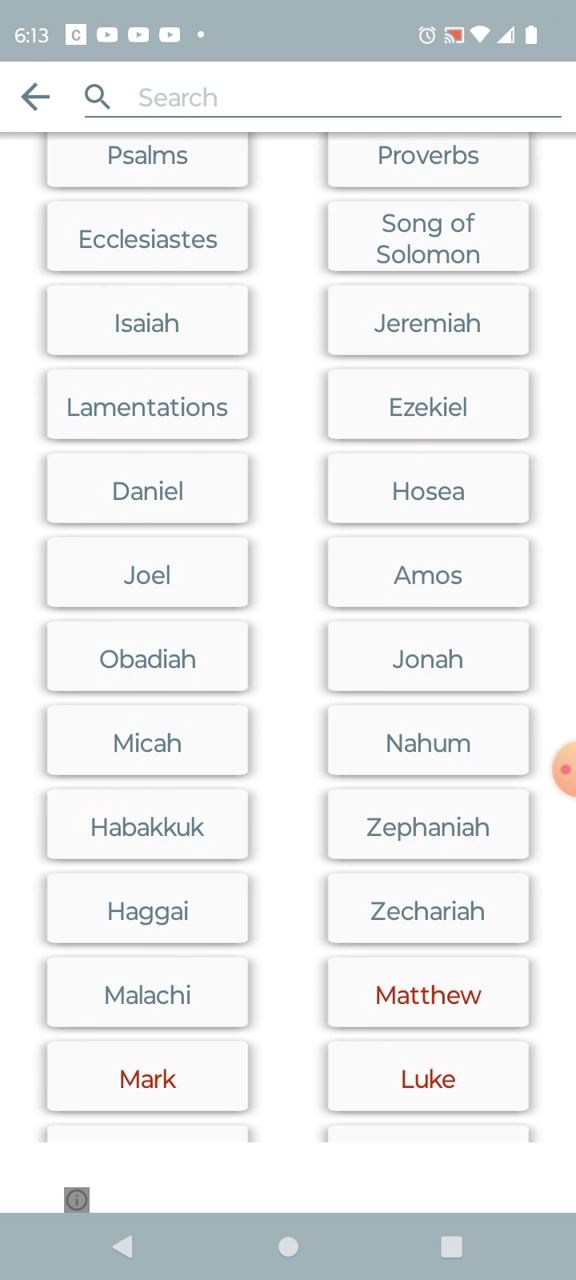 6:13
C
Search
Psalms
Proverbs
Ecclesiastes
Song of
Solomon
Isaiah
Jeremiah
Lamentations
Ezekiel
Daniel
Hosea
Joel
Amos
Obadiah
Jonah
Micah
Nahum
Habakkuk
Zephaniah
Haggai
Zechariah
Malachi
Matthew
Mark
Luke